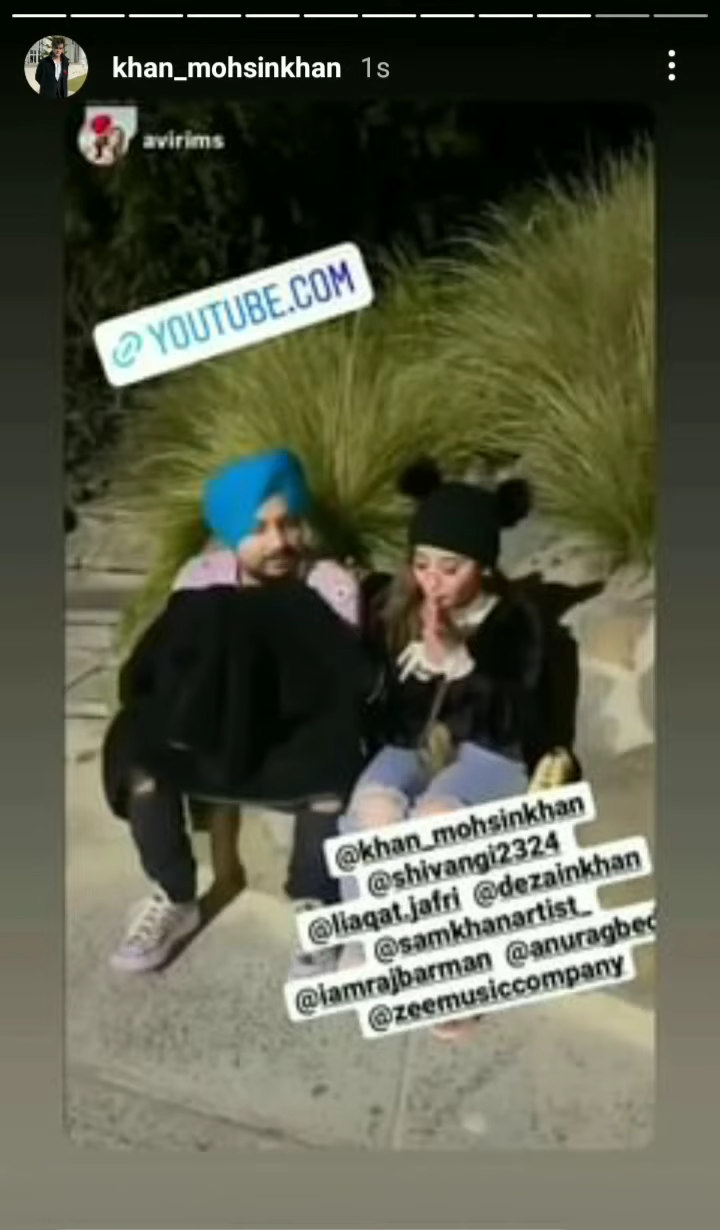 khan_mohsinkhan 1s
avirims
YOUTUBE.COM
@khan_mohsinkhan
@shivangi2324
@liaqat.jafri @dezainkhan
@samkhanartist_
@iamrajbarman @anuragbed
@zeemusiccompany